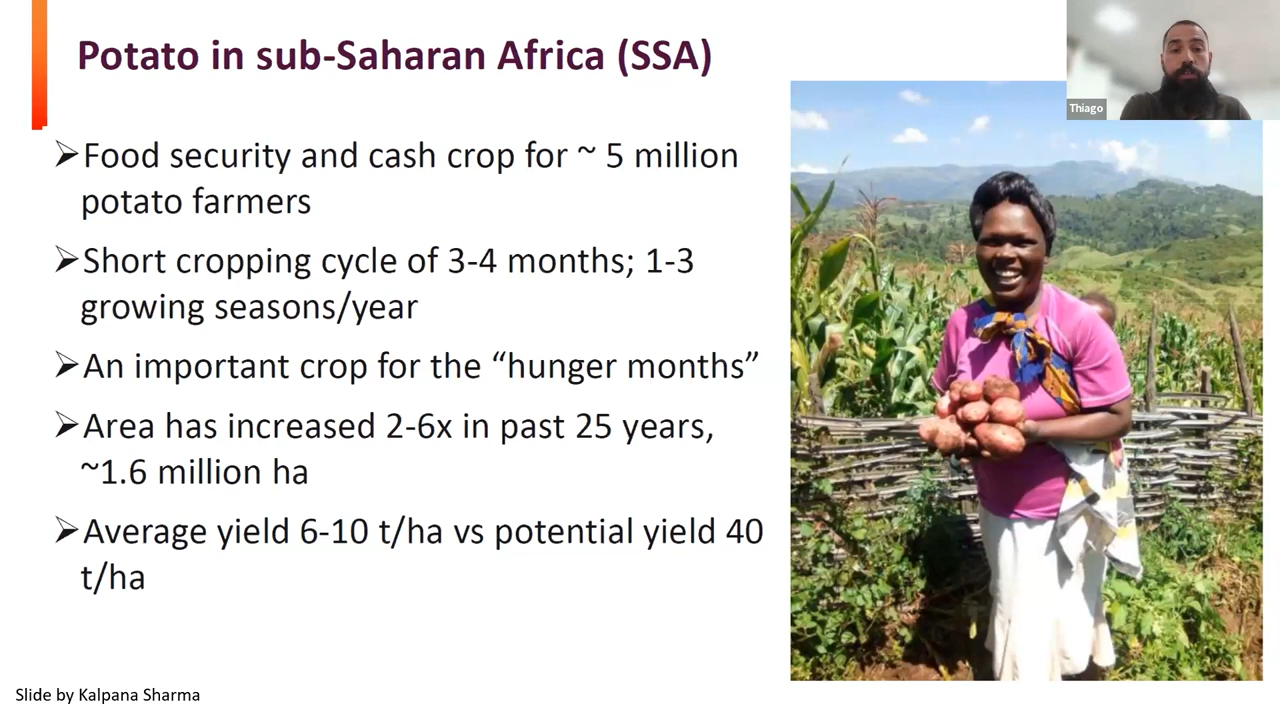 Potato in sub-Saharan Africa (SSA)
Thiago
➢Food security and cash crop for ~ 5 million
potato farmers
➢Short cropping cycle of 3-4 months; 1-3
growing seasons/year
➢An important crop for the “hunger months”
➢Area has increased 2-6x in past 25 years,
~1.6 million ha
➢Average yield 6-10 t/ha vs potential yield 40
t/ha
Slide by Kalpana Sharma